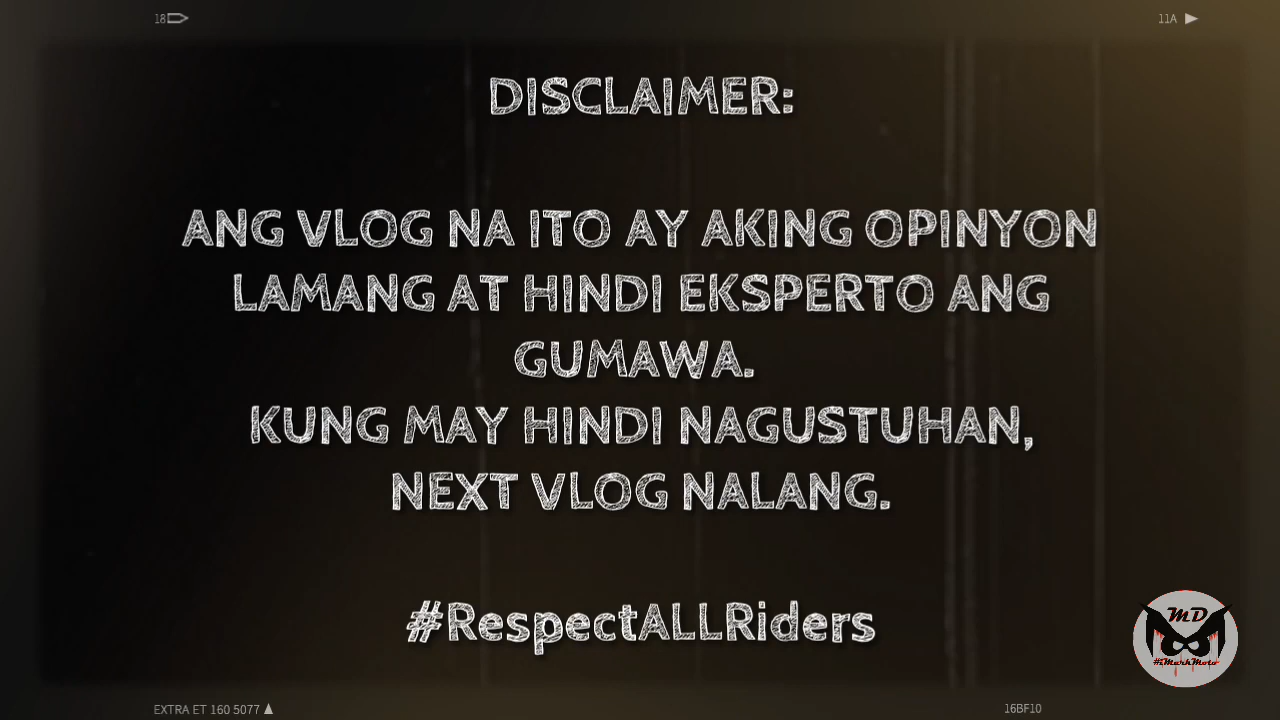 18
11A
DISCLAIMER:
ANG VLOG NA ITO AY AKING OPINYON
LAMANG AT HINDI EKSPERTO ANG
GUMAWA.
KUNG MAY HINDI NAGUSTUHAN,
NEXT VLOG NALANG.
#RespectALLRiders
MD
#iMarkMoto
EXTRA ET 160 5077
16BF10